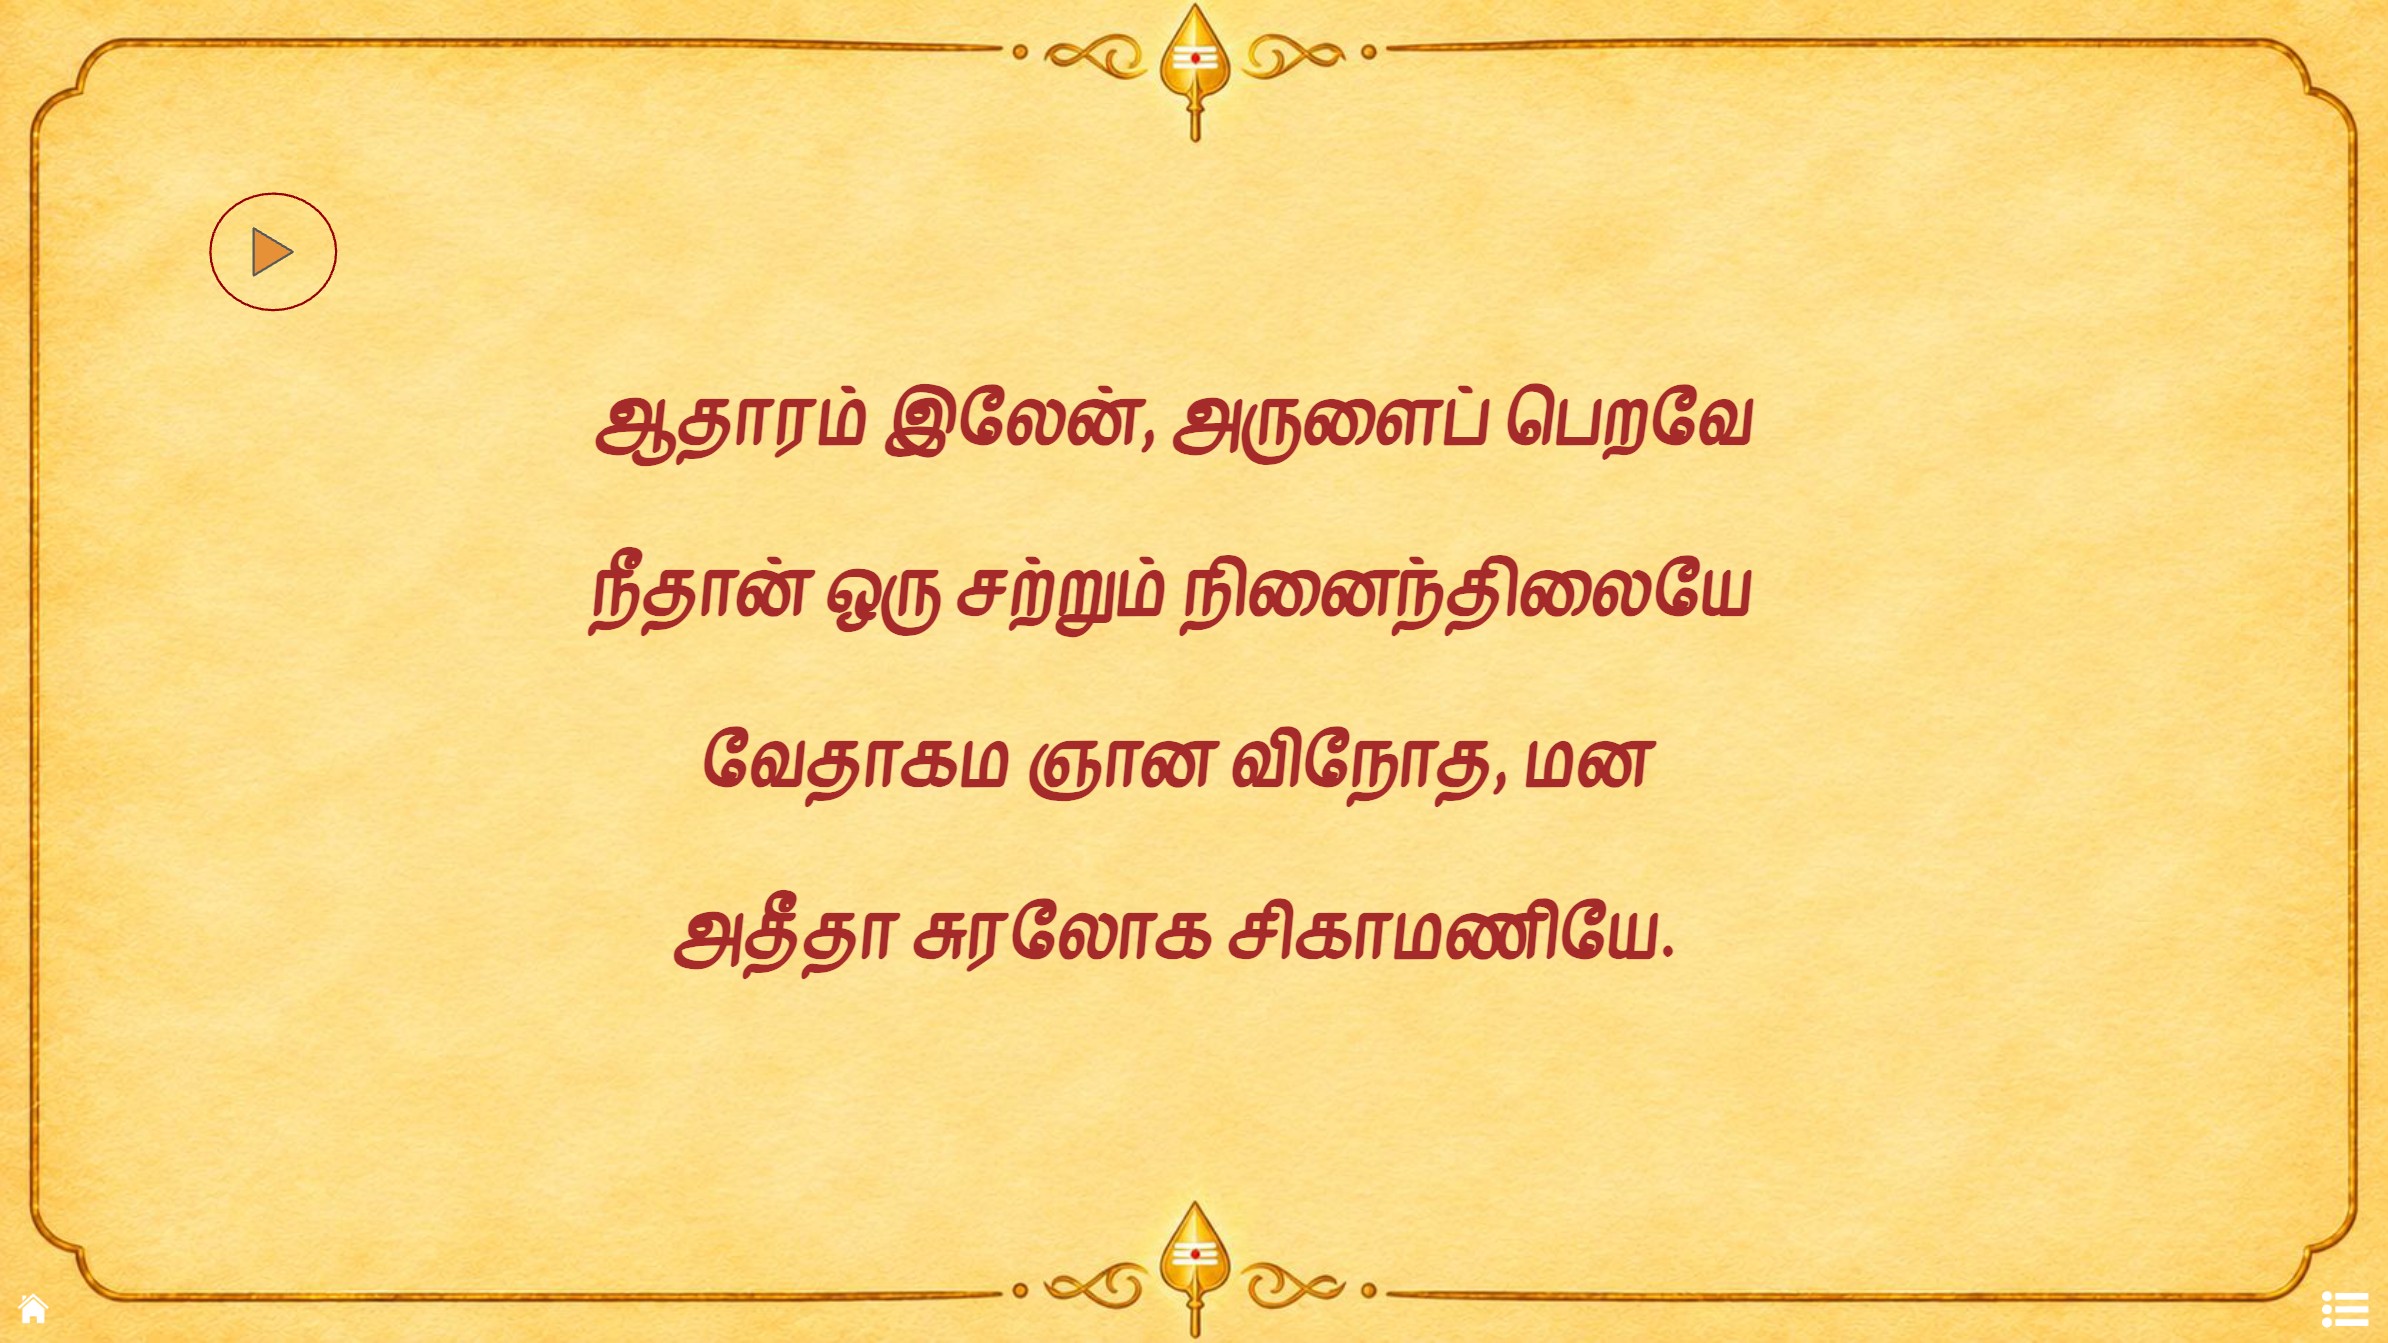 ஆதாரம் இலேன், அருளைப் பெறவே
நீதான் ஒரு சற்றும் நினைந்திலையே
வேதாகம ஞான விநோத, மன
அதீதா சுரலோக சிகாமணியே.